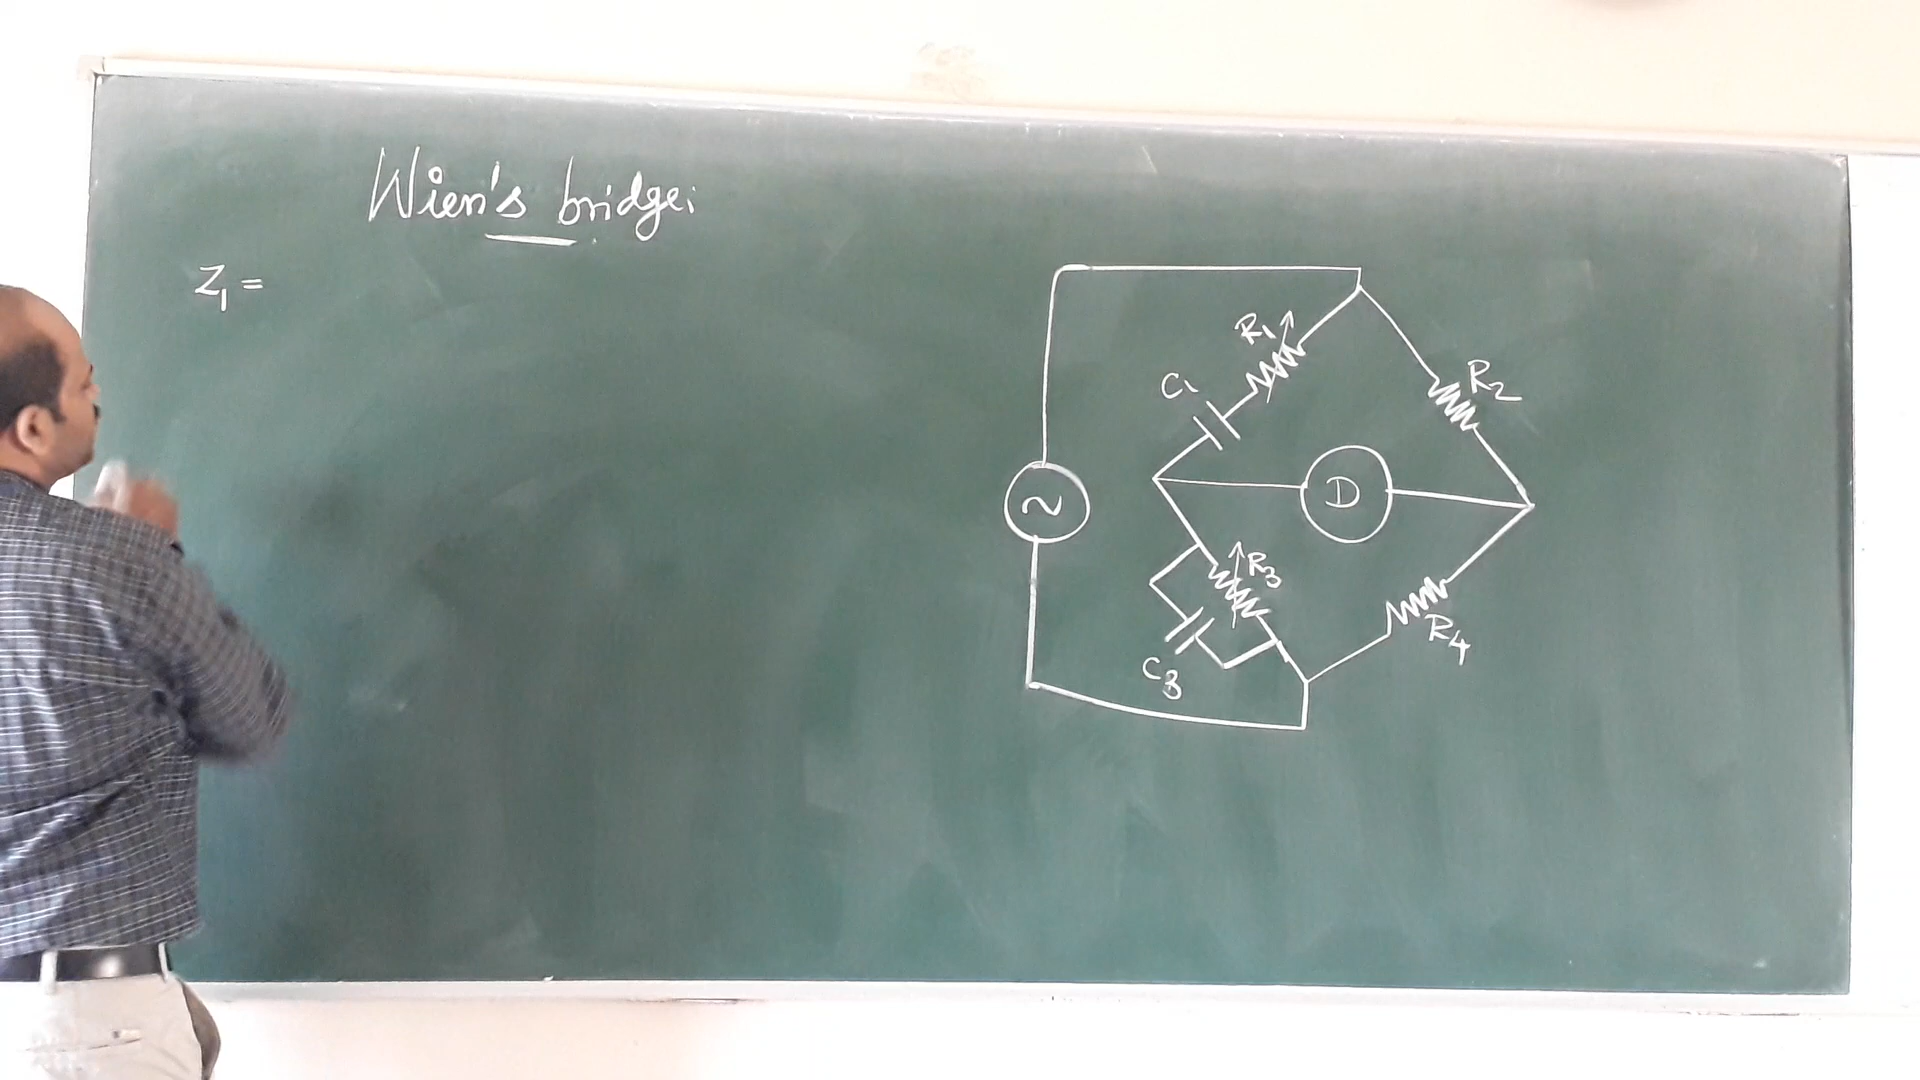 Wien's bridge:
Z1 =
R1
C1
R2
D
~
R3
C3
R4